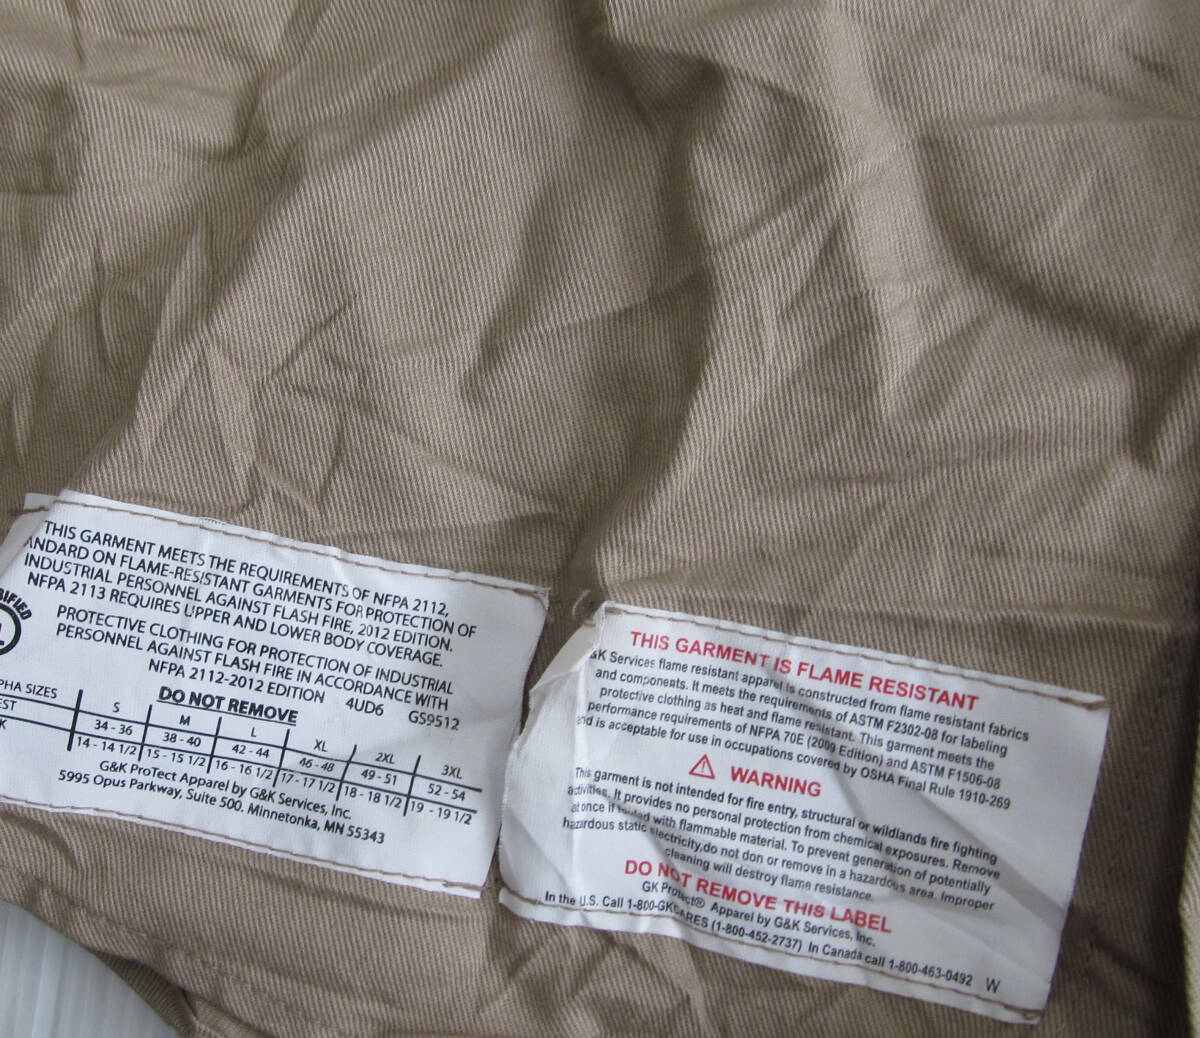 THIS GARMENT MEETS THE REQUIREMENTS OF NFPA 2112,
ANDARD ON FLAME-RESISTANT GARMENTS FOR PROTECTION OF
INDUSTRIAL PERSONNEL AGAINST FLASH FIRE, 2012 EDITION.
NFPA 2113 REQUIRES UPPER AND LOWER BODY COVERAGE.
PROTECTIVE CLOTHING FOR PROTECTION OF INDUSTRIAL
PERSONNEL AGAINST FLASH FIRE IN ACCORDANCE WITH
NFPA 2112-2012 EDITION 4UD6 GS9512
DO NOT REMOVE
PHA SIZES S M L XL 2XL 3XL
EST 34 - 36 38 - 40 42 - 44 46 - 48 49 - 51 52 - 54
K 14 - 14 1/2 15 - 15 1/2 16 - 16 1/2 17 - 17 1/2 18 - 18 1/2 19 - 19 1/2
G&K ProTect Apparel by G&K Services, Inc.
5995 Opus Parkway, Suite 500. Minnetonka, MN 55343
THIS GARMENT IS FLAME RESISTANT
&K Services flame resistant apparel is constructed from flame resistant fabrics
and components. It meets the requirements of ASTM F2302-08 for labeling
protective clothing as heat and flame resistant. This garment meets the
performance requirements of NFPA 70E (2009 Edition) and ASTM F1506-08
and is acceptable for use in occupations covered by OSHA Final Rule 1910-269
WARNING
This garment is not intended for fire entry, structural or wildlands fire fighting
activities. It provides no personal protection from chemical exposures. Remove
at once if with flammable material. To prevent generation of potentially
hazardous static electricity,do not don or remove in a hazardous area. Improper
cleaning will destroy flame resistance.
DO NOT REMOVE THIS LABEL
GK Protect® Apparel by G&K Services, Inc.
In the U.S. Call 1-800-GKCARES (1-800-452-2737) In Canada call 1-800-463-0492 W